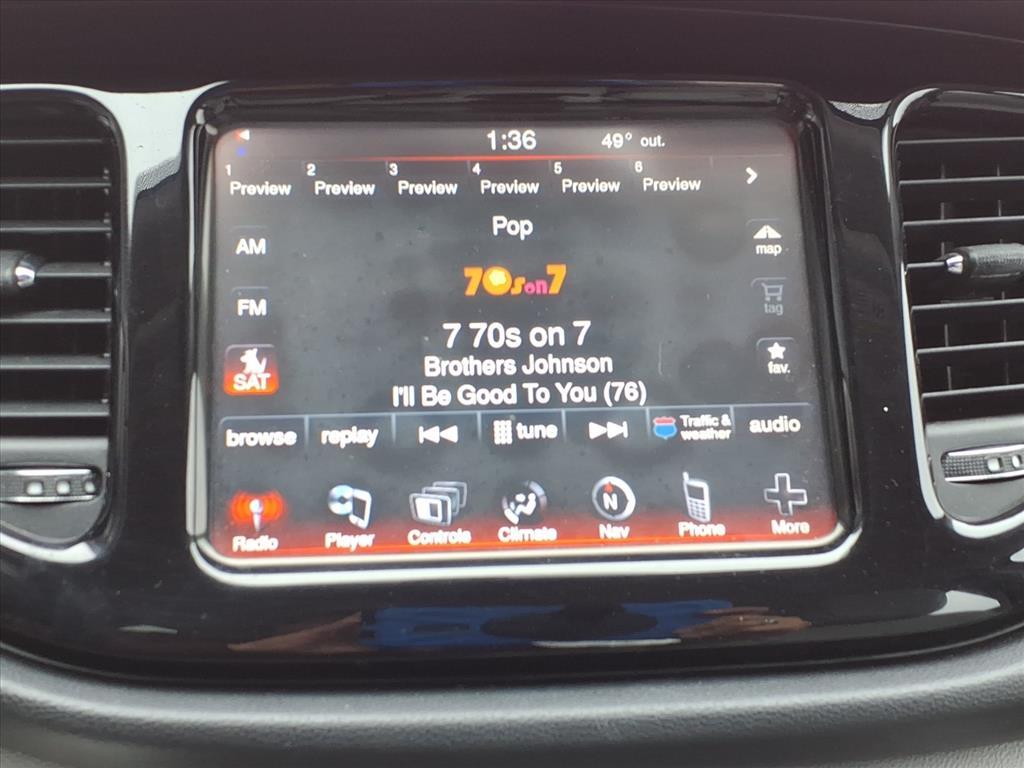 1:36 49° out.
1 2 3 4 5 6
Preview Preview Preview Preview Preview Preview
Pop
AM
map
70s on 7
tag
FM
7 70s on 7
Brothers Johnson
fav.
SAT
I'll Be Good To You (76)
browse replay tune Traffic & weather audio
N
Radio Player Controls Climate Nav Phone More